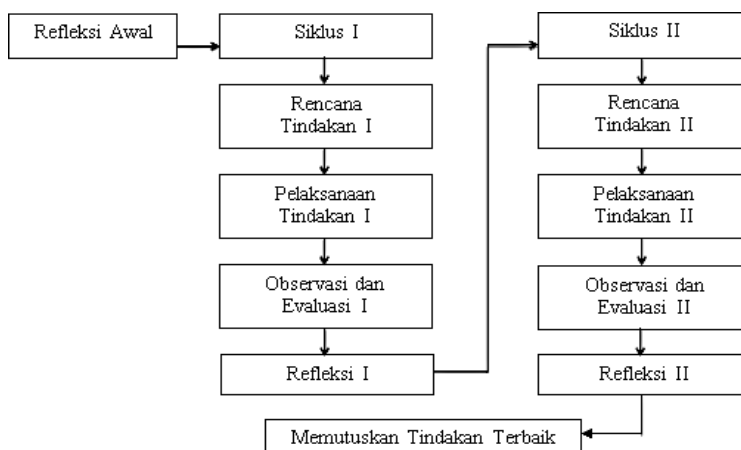 Refleksi Awal
Siklus I
Rencana
Tindakan I
Pelaksanaan
Tindakan I
Observasi dan
Evaluasi I
Refleksi I
Siklus II
Rencana
Tindakan II
Pelaksanaan
Tindakan II
Observasi dan
Evaluasi II
Refleksi II
Memutuskan Tindakan Terbaik